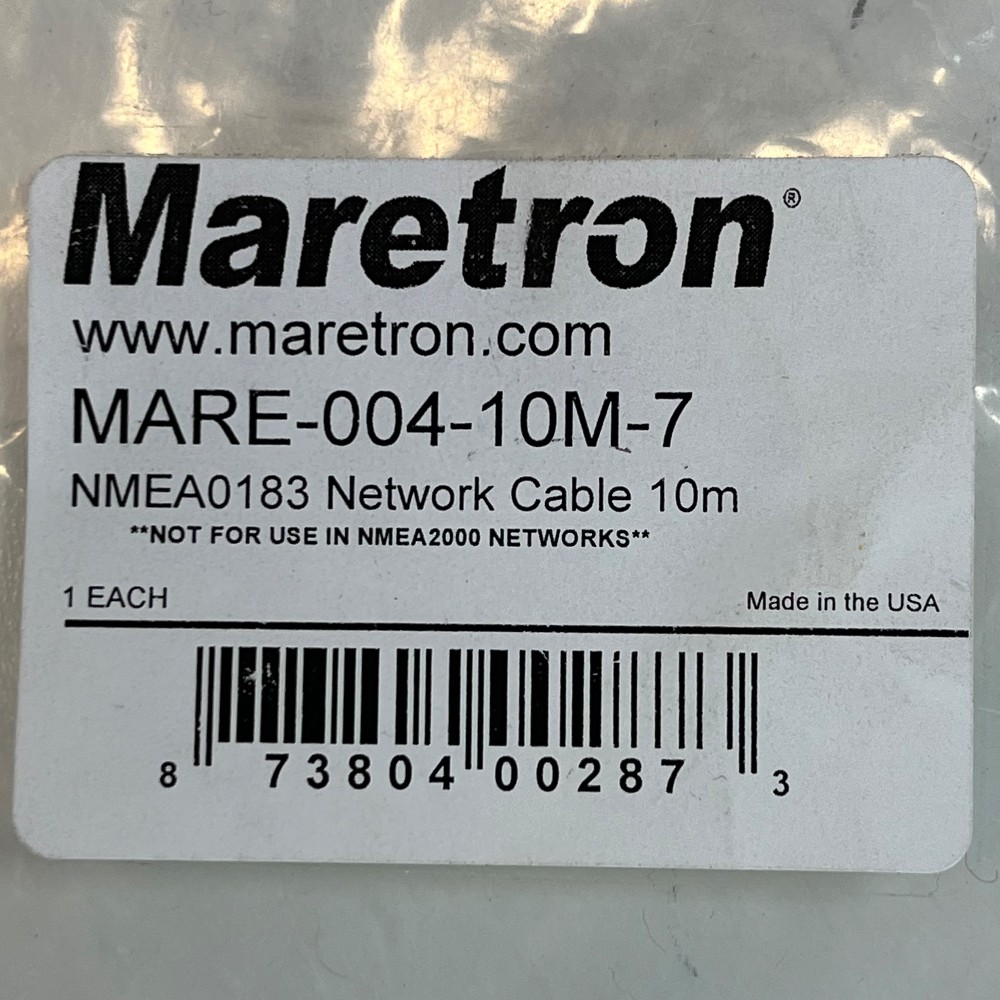 Maretron®
www.maretron.com
MARE-004-10M-7
NMEA0183 Network Cable 10m
**NOT FOR USE IN NMEA2000 NETWORKS**
1 EACH Made in the USA
8 73804 00287 3